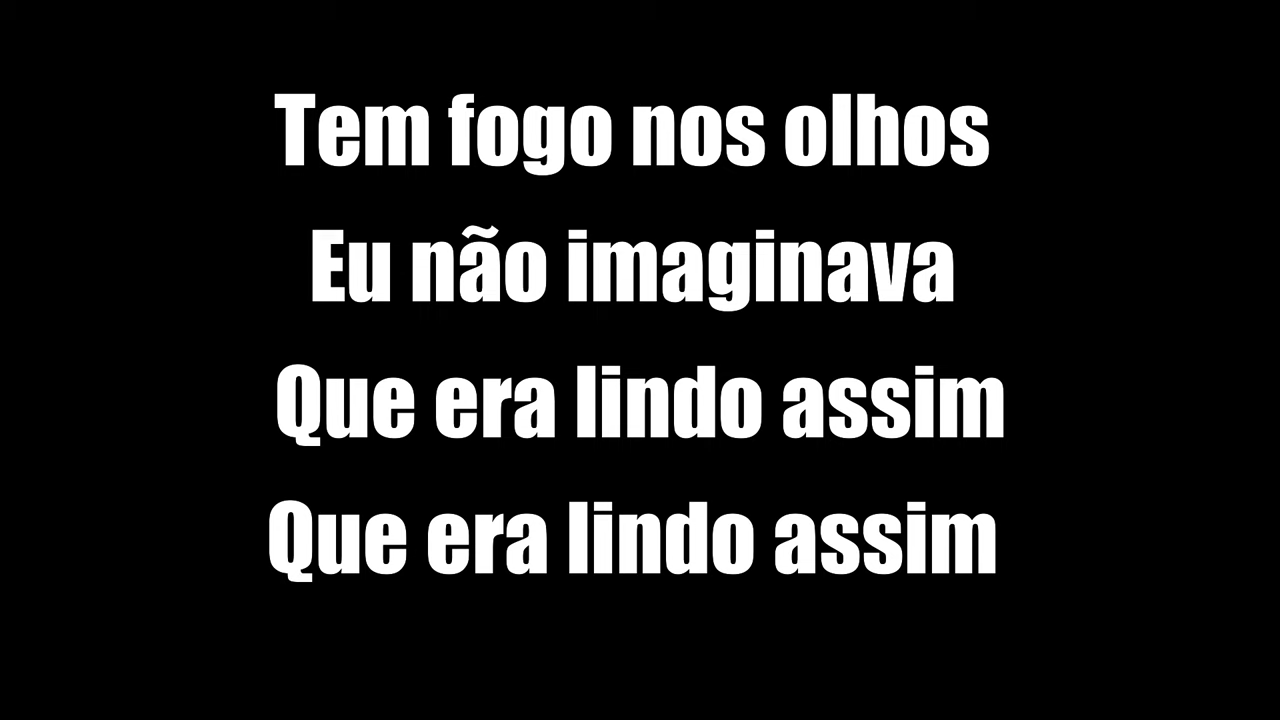 Tem fogo nos olhos
Eu não imaginava
Que era lindo assim
Que era lindo assim